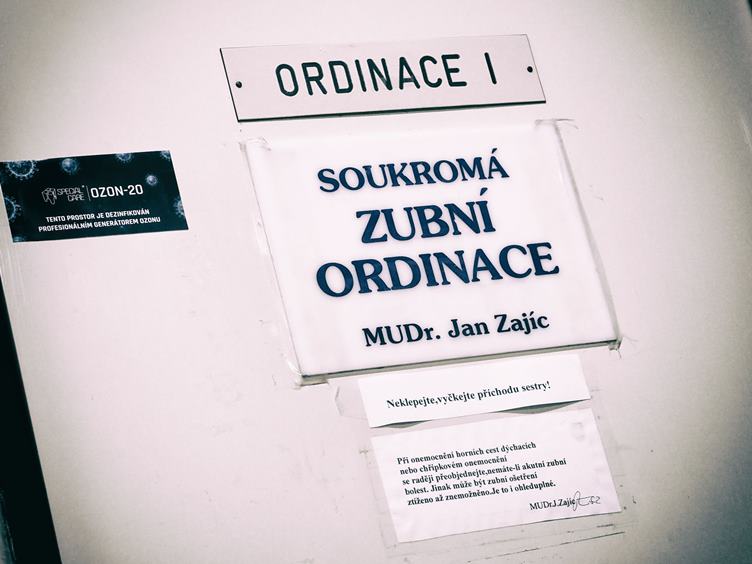 ORDINACE I
SPECIAL CARE | OZON-20
TENTO PROSTOR JE DEZINFIKOVÁN
PROFESIONÁLNÍM GENERÁTOREM OZONU
SOUKROMÁ
ZUBNÍ
ORDINACE
MUDr. Jan Zajíc
Neklepejte,vyčkejte příchodu sestry!
Při onemocnění horních cest dýchacích
nebo chřipkovém onemocnění
se raději přeobjednejte,nemáte-li akutní zubní
bolest. Jinak může být zubní ošetření
ztíženo až znemožněno.Je to i ohleduplné.
MUDrJ.Zajíc